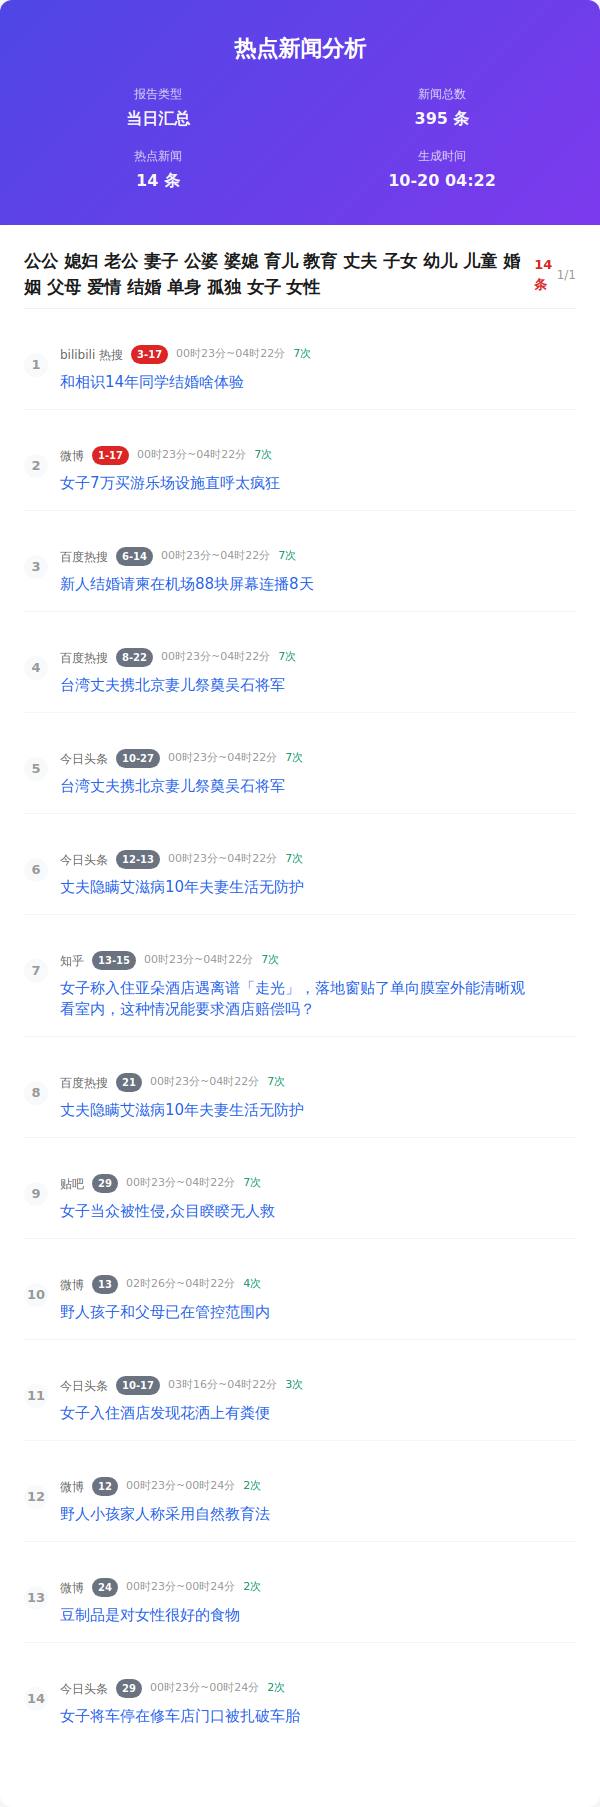 热点新闻分析
报告类型
新闻总数
当日汇总
395 条
热点新闻
生成时间
14 条
10-20 04:22
公公 媳妇 老公 妻子 公婆 婆媳 育儿 教育 丈夫 子女 幼儿 儿童 婚
姻 父母 爱情 结婚 单身 孤独 女子 女性
14
条
1/1
1
bilibili 热搜 3-17 00时23分~04时22分 7次
和相识14年同学结婚啥体验
2
微博 1-17 00时23分~04时22分 7次
女子7万买游乐场设施直呼太疯狂
3
百度热搜 6-14 00时23分~04时22分 7次
新人结婚请柬在机场88块屏幕连播8天
4
百度热搜 8-22 00时23分~04时22分 7次
台湾丈夫携北京妻儿祭奠吴石将军
5
今日头条 10-27 00时23分~04时22分 7次
台湾丈夫携北京妻儿祭奠吴石将军
6
今日头条 12-13 00时23分~04时22分 7次
丈夫隐瞒艾滋病10年夫妻生活无防护
7
知乎 13-15 00时23分~04时22分 7次
女子称入住亚朵酒店遇离谱「走光」，落地窗贴了单向膜室外能清晰观
看室内，这种情况能要求酒店赔偿吗？
8
百度热搜 21 00时23分~04时22分 7次
丈夫隐瞒艾滋病10年夫妻生活无防护
9
贴吧 29 00时23分~04时22分 7次
女子当众被性侵,众目睽睽无人救
10
微博 13 02时26分~04时22分 4次
野人孩子和父母已在管控范围内
11
今日头条 10-17 03时16分~04时22分 3次
女子入住酒店发现花洒上有粪便
12
微博 12 00时23分~00时24分 2次
野人小孩家人称采用自然教育法
13
微博 24 00时23分~00时24分 2次
豆制品是对女性很好的食物
14
今日头条 29 00时23分~00时24分 2次
女子将车停在修车店门口被扎破车胎